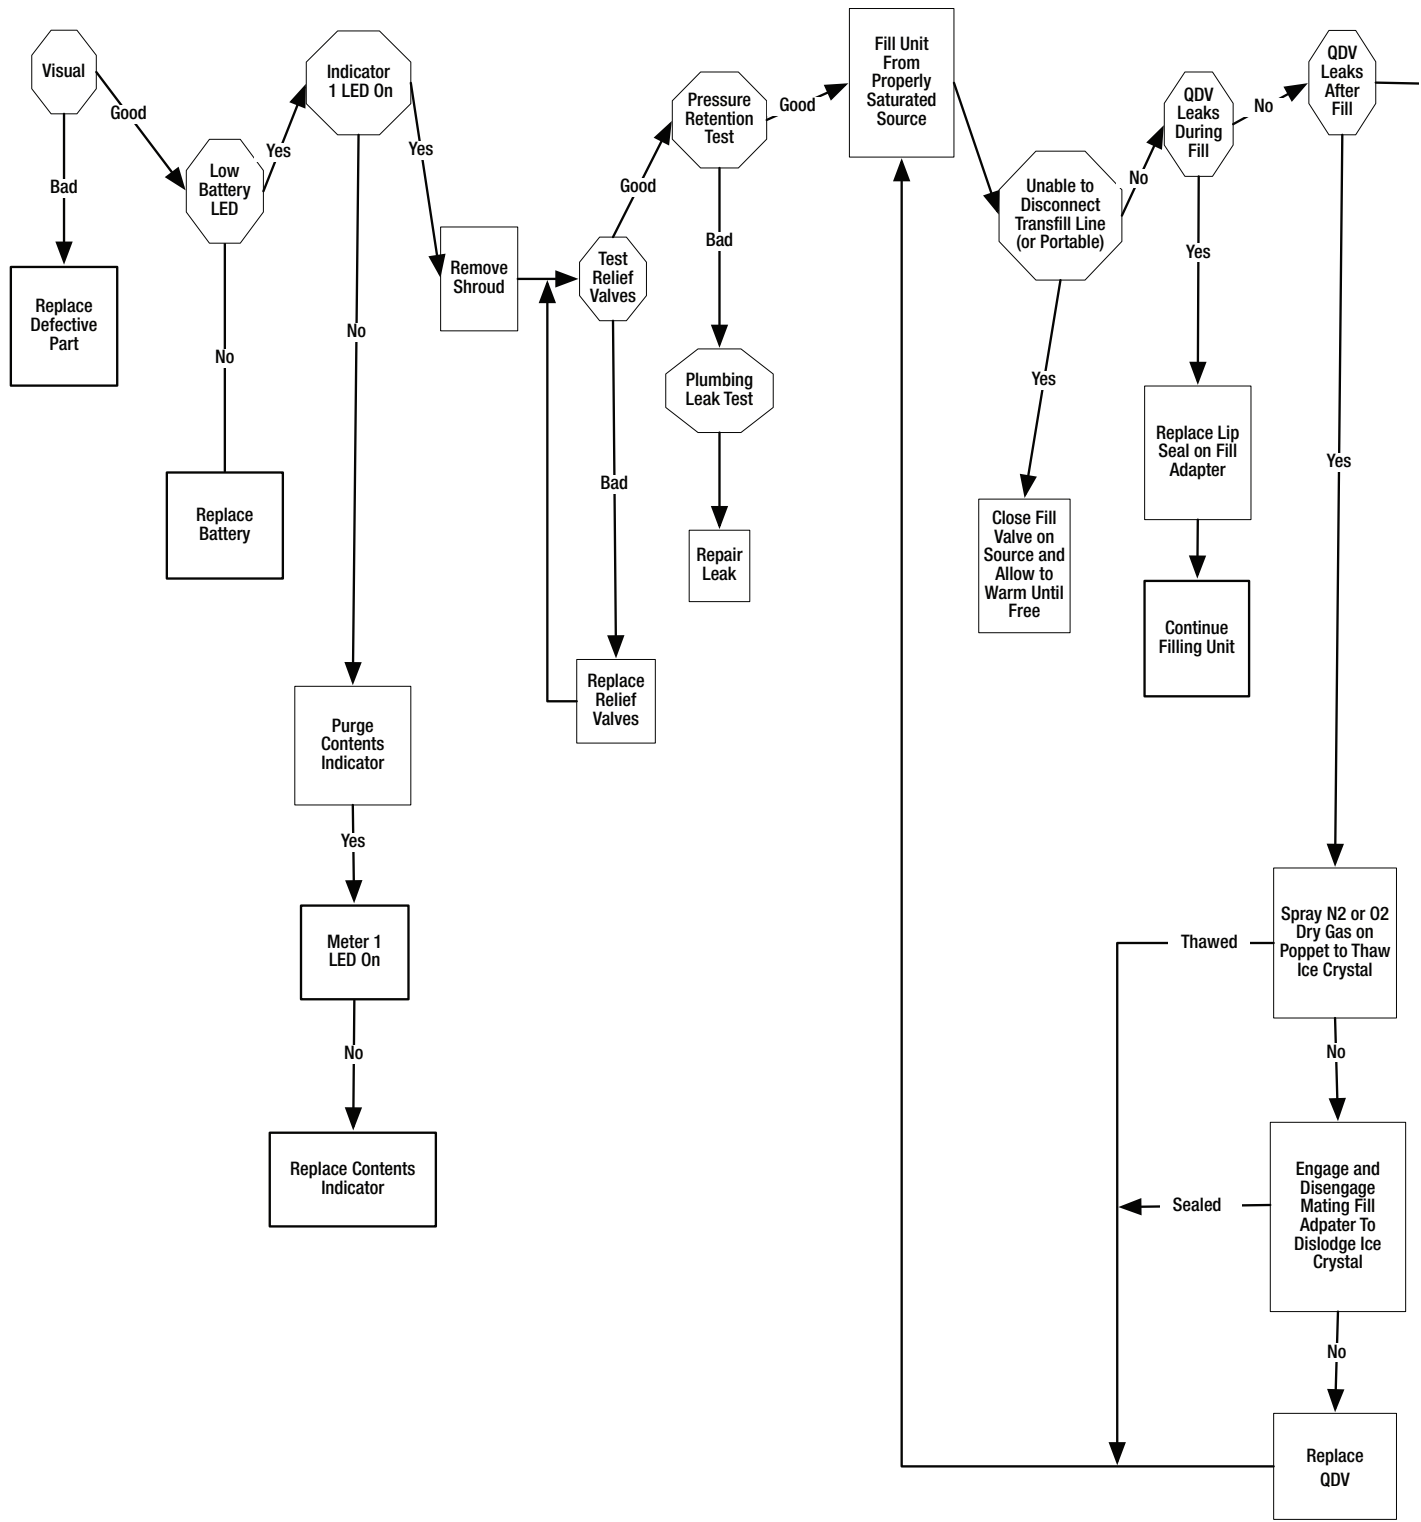 Visual
Good
Bad
Replace
Defective
Part
Low
Battery
LED
Yes
No
Replace
Battery
Indicator
1 LED On
Yes
No
Purge
Contents
Indicator
Yes
Meter 1
LED On
No
Replace Contents
Indicator
Remove
Shroud
Test
Relief
Valves
Good
Bad
Replace
Relief
Valves
Pressure
Retention
Test
Good
Bad
Plumbing
Leak Test
Repair
Leak
Fill Unit
From
Properly
Saturated
Source
Unable to
Disconnect
Transfill Line
(or Portable)
No
Yes
Close Fill
Valve on
Source and
Allow to
Warm Until
Free
QDV
Leaks
During
Fill
No
Yes
Replace Lip
Seal on Fill
Adapter
Continue
Filling Unit
QDV
Leaks
After
Fill
Yes
Spray N2 or O2
Dry Gas on
Poppet to Thaw
Ice Crystal
Thawed
No
Engage and
Disengage
Mating Fill
Adpater To
Dislodge Ice
Crystal
Sealed
No
Replace
QDV